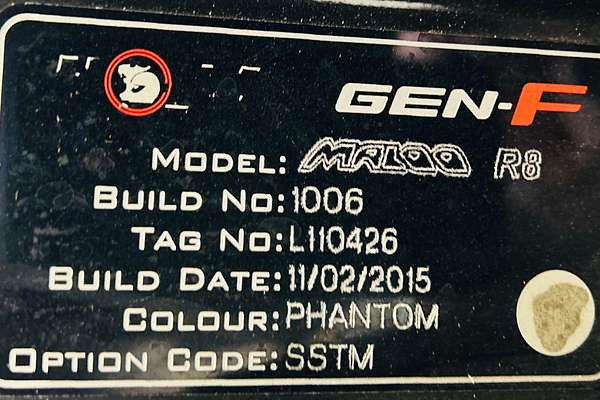 GEN-F
MODEL: MALOO R8
BUILD NO: 1006
TAG NO: L110426
BUILD DATE: 11/02/2015
COLOUR: PHANTOM
OPTION CODE: SSTM